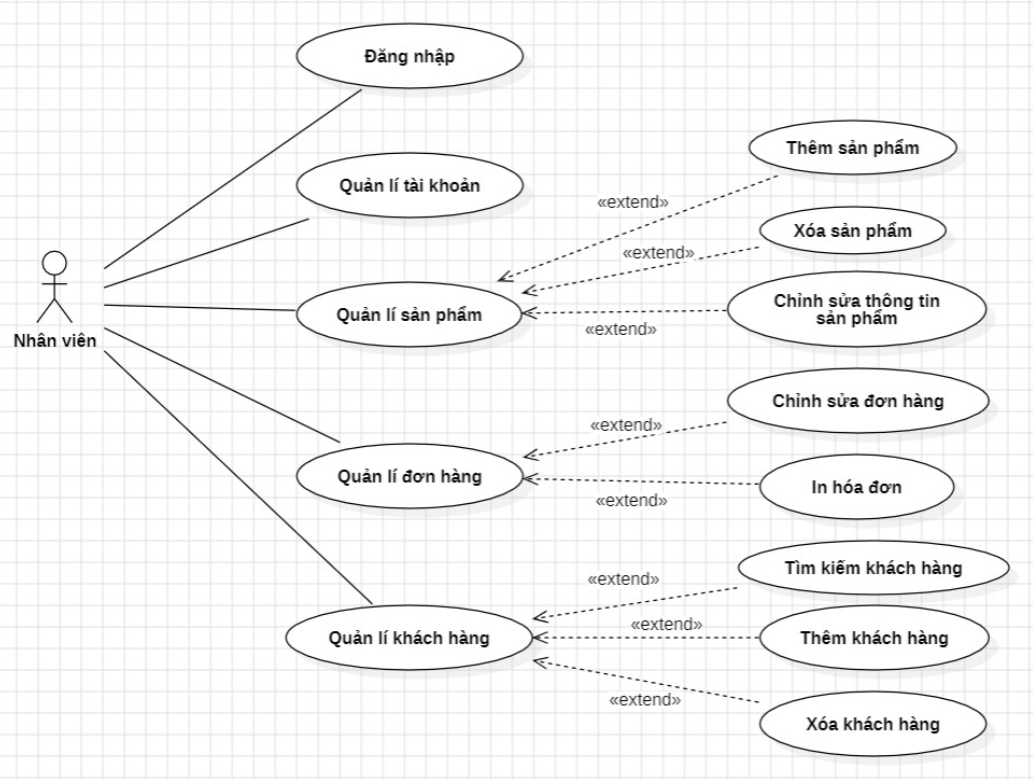 Đăng nhập
Thêm sản phẩm
Quản lí tài khoản
«extend»
Xóa sản phẩm
«extend»
Chỉnh sửa thông tin
sản phẩm
Quản lí sản phẩm
«extend»
Nhân viên
Chỉnh sửa đơn hàng
«extend»
Quản lí đơn hàng
In hóa đơn
«extend»
Tìm kiếm khách hàng
«extend»
«extend»
Quản lí khách hàng
Thêm khách hàng
«extend»
Xóa khách hàng